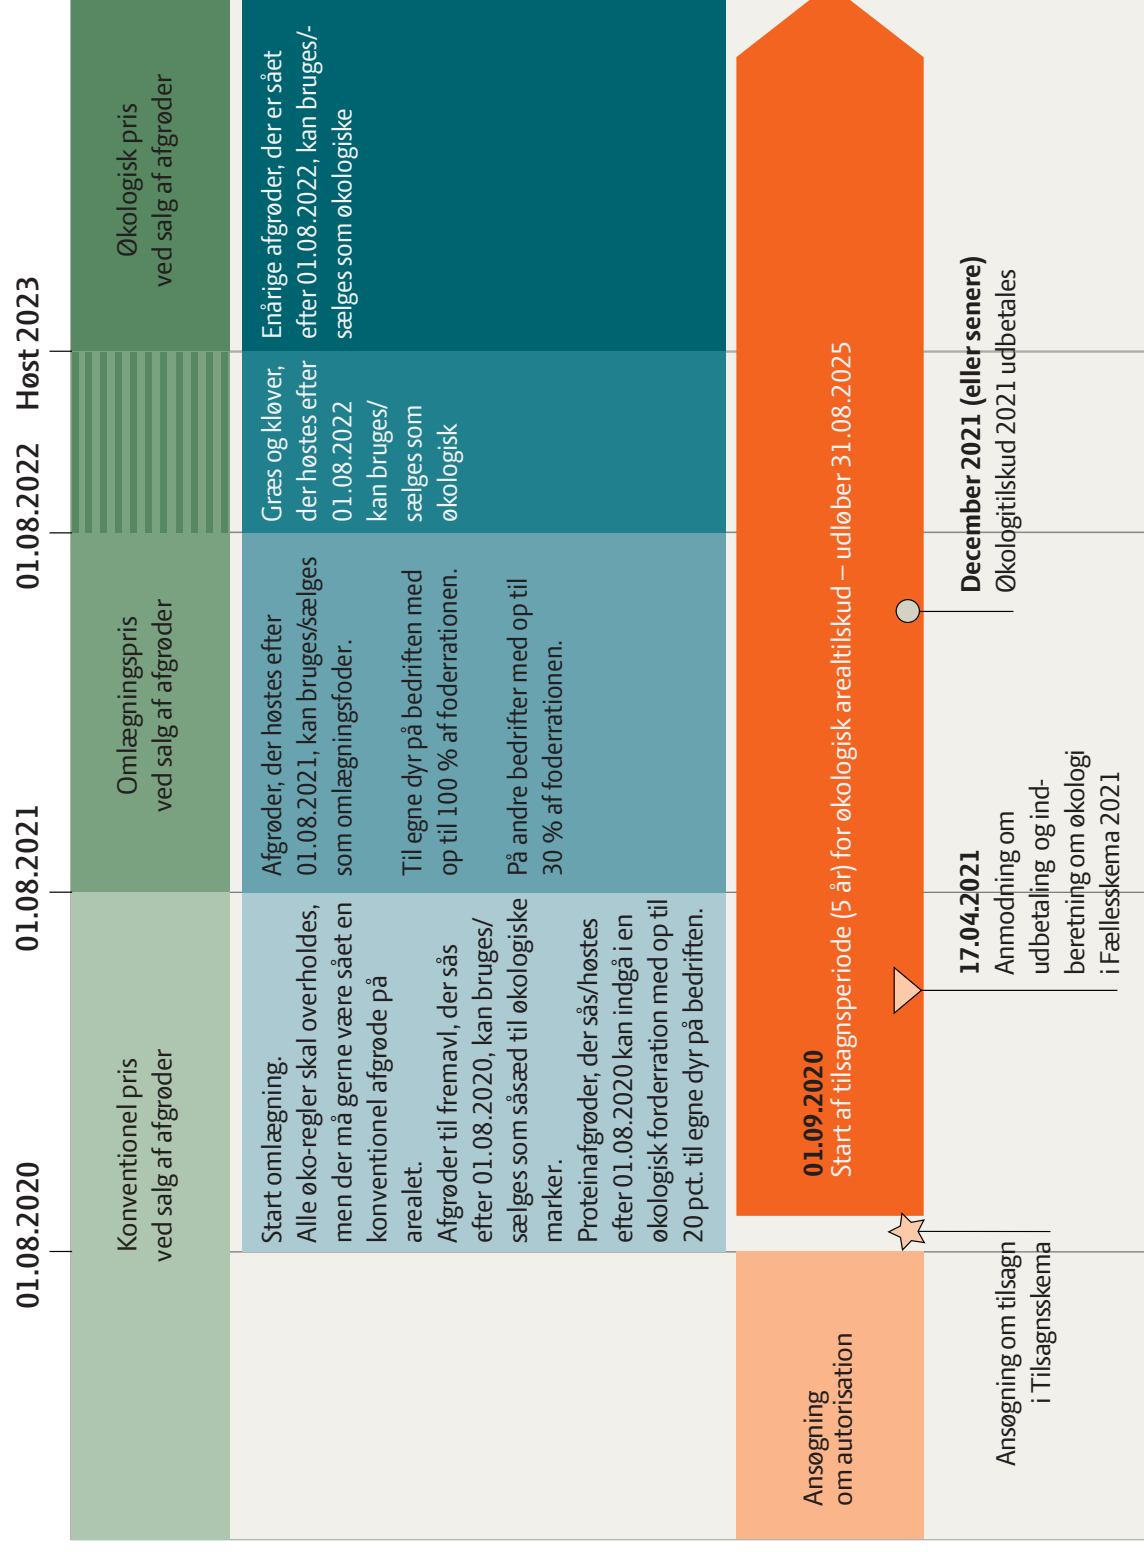 01.08.2020
01.08.2021
01.08.2022
Høst 2023
Konventionel pris
ved salg af afgrøder
Omlægningspris
ved salg af afgrøder
Økologisk pris
ved salg af afgrøder
Start omlægning.
Alle øko-regler skal overholdes,
men der må gerne være sået en
konventionel afgrøde på
arealet.
Afgrøder til fremavl, der sås
efter 01.08.2020, kan bruges/
sælges som såsæd til økologiske
marker.
Proteinafgrøder, der sås/høstes
efter 01.08.2020 kan indgå i en
økologisk forderration med op til
20 pct. til egne dyr på bedriften.
Afgrøder, der høstes efter
01.08.2021, kan bruges/sælges
som omlægningsfoder.
Til egne dyr på bedriften med
op til 100 % af foderrationen.
På andre bedrifter med op til
30 % af foderrationen.
Græs og kløver,
der høstes efter
01.08.2022
kan bruges/
sælges som
økologisk
Enårige afgrøder, der er sået
efter 01.08.2022, kan bruges/-
sælges som økologiske
Ansøgning
om autorisation
01.09.2020
Start af tilsagnsperiode (5 år) for økologisk arealtilskud – udløber 31.08.2025
Ansøgning om tilsagn
i Tilsagnsskema
17.04.2021
Anmodning om
udbetaling og ind-
beretning om økologi
i Fællesskema 2021
December 2021 (eller senere)
Økologitilskud 2021 udbetales